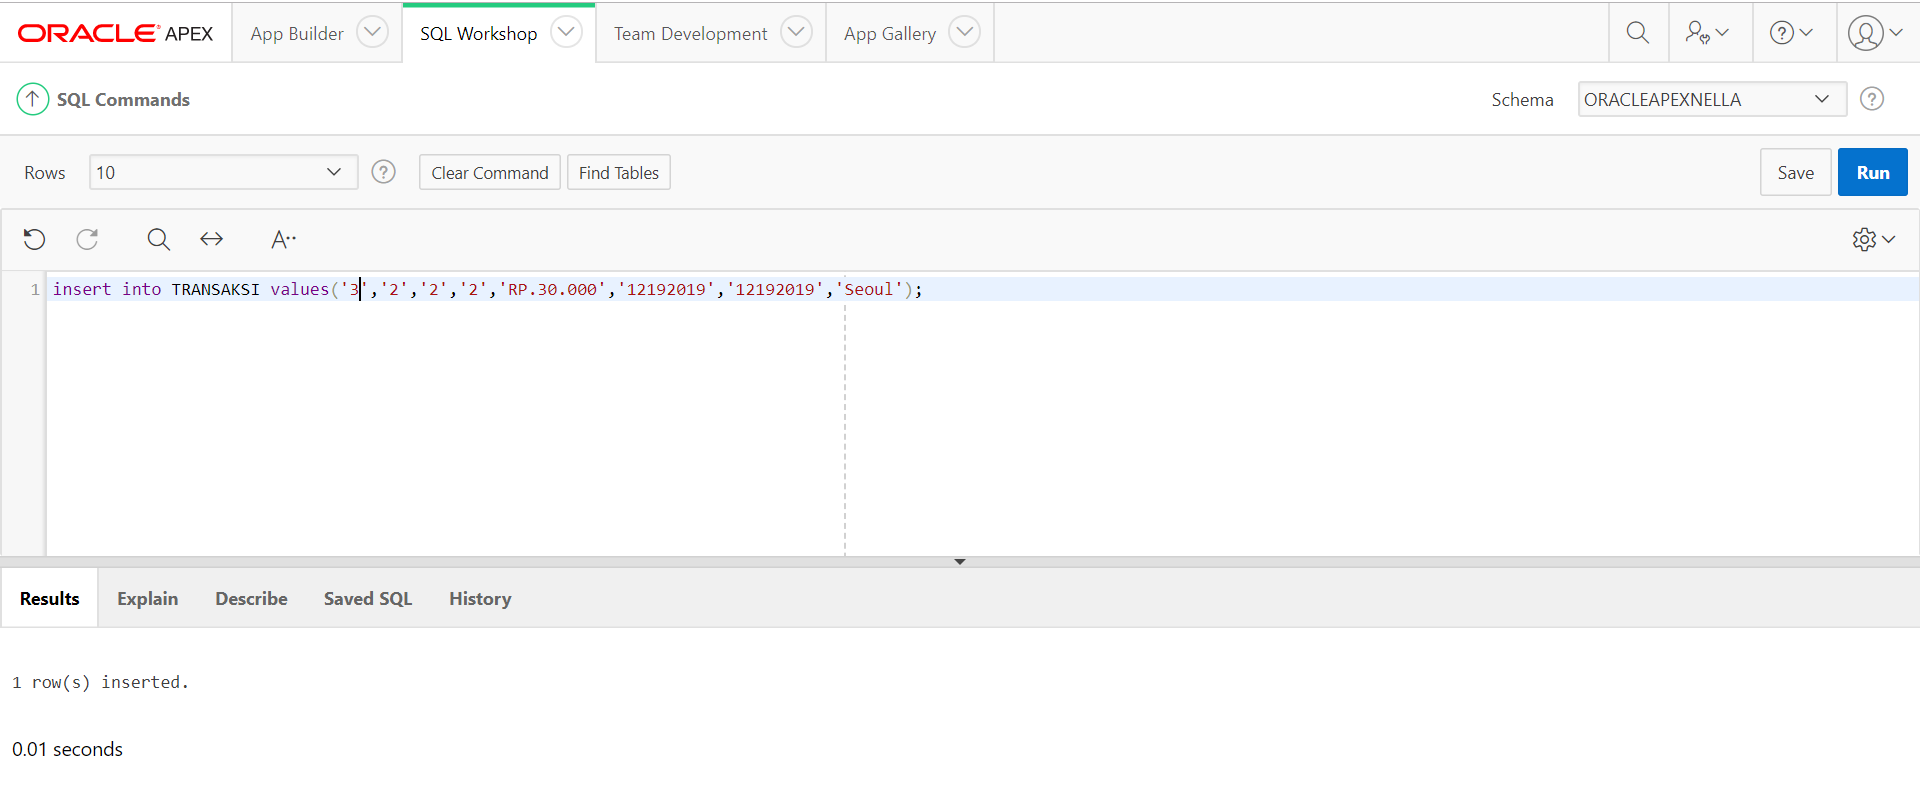 ORACLE APEX App Builder SQL Workshop Team Development App Gallery
SQL Commands Schema ORACLEAPEXNELLA ?
Rows 10 ? Clear Command Find Tables Save Run
A··
1 insert into TRANSAKSI values('3','2','2','2','RP.30.000','12192019','12192019','Seoul');
Results Explain Describe Saved SQL History
1 row(s) inserted.
0.01 seconds